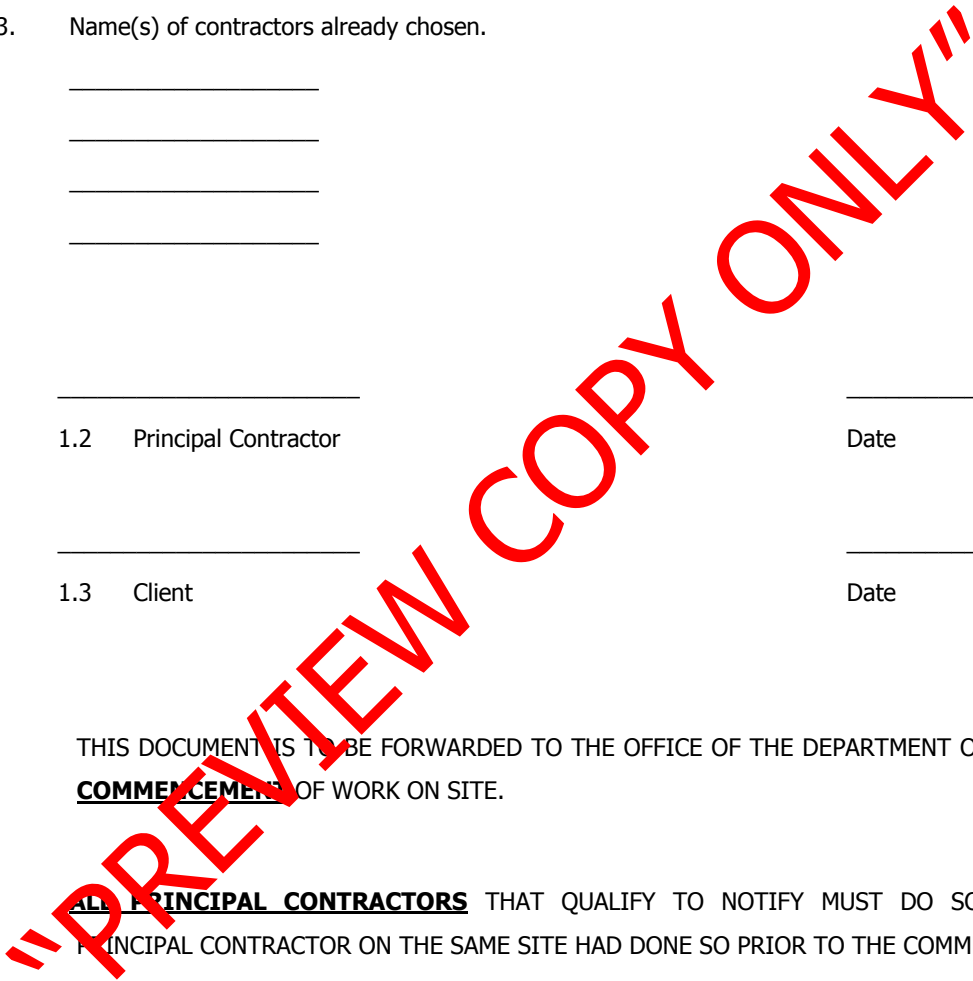 3. Name(s) of contractors already chosen.
1.2 Principal Contractor Date
1.3 Client Date
THIS DOCUMENT IS TO BE FORWARDED TO THE OFFICE OF THE DEPARTMENT
COMMENCEMENT OF WORK ON SITE.
ALL PRINCIPAL CONTRACTORS THAT QUALIFY TO NOTIFY MUST DO SO
PRINCIPAL CONTRACTOR ON THE SAME SITE HAD DONE SO PRIOR TO THE
"PREVIEW COPY ONLY"